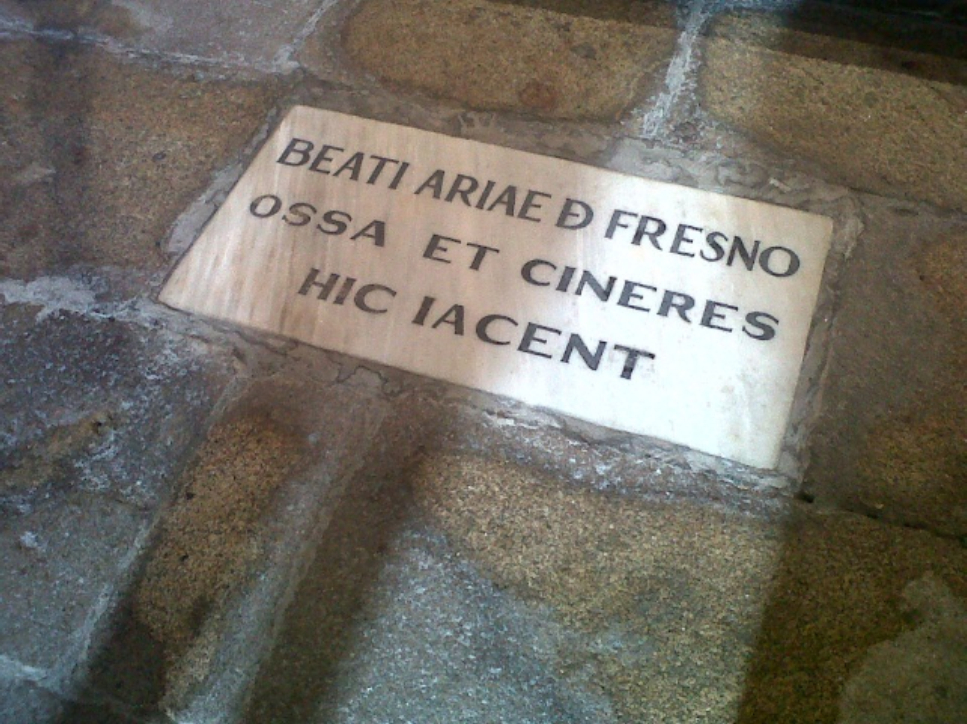 BEATI ARIAE Ð FRESNO
OSSA ET CINERES
HIC IACENT